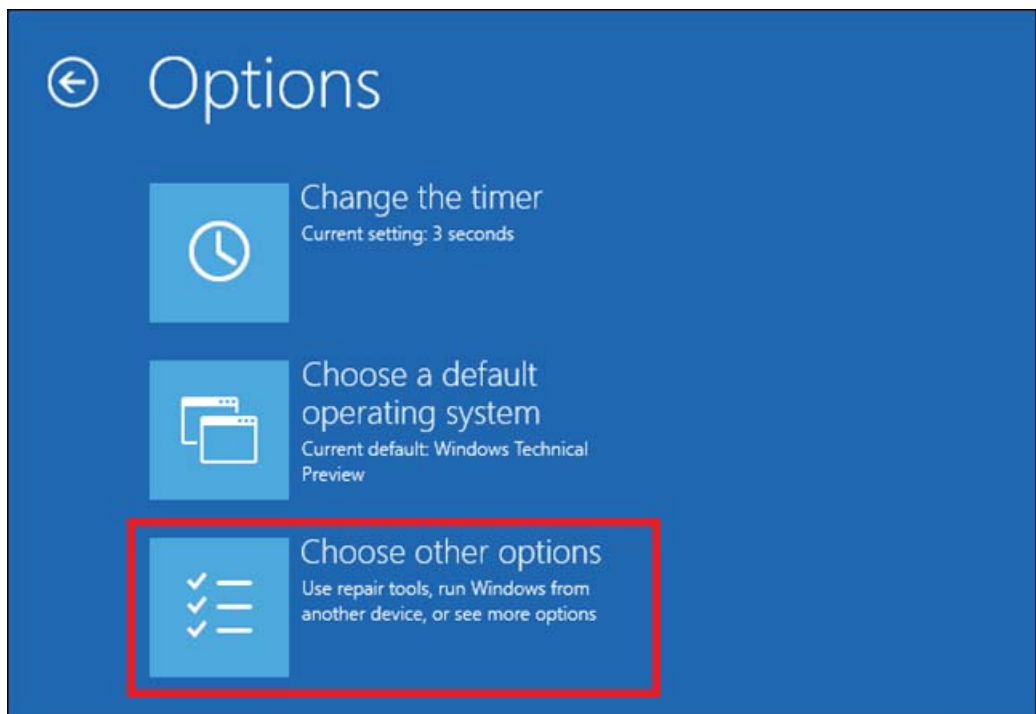 Options
Change the timer
Current setting: 3 seconds
Choose a default
operating system
Current default: Windows Technical
Preview
Choose other options
Use repair tools, run Windows from
another device, or see more options